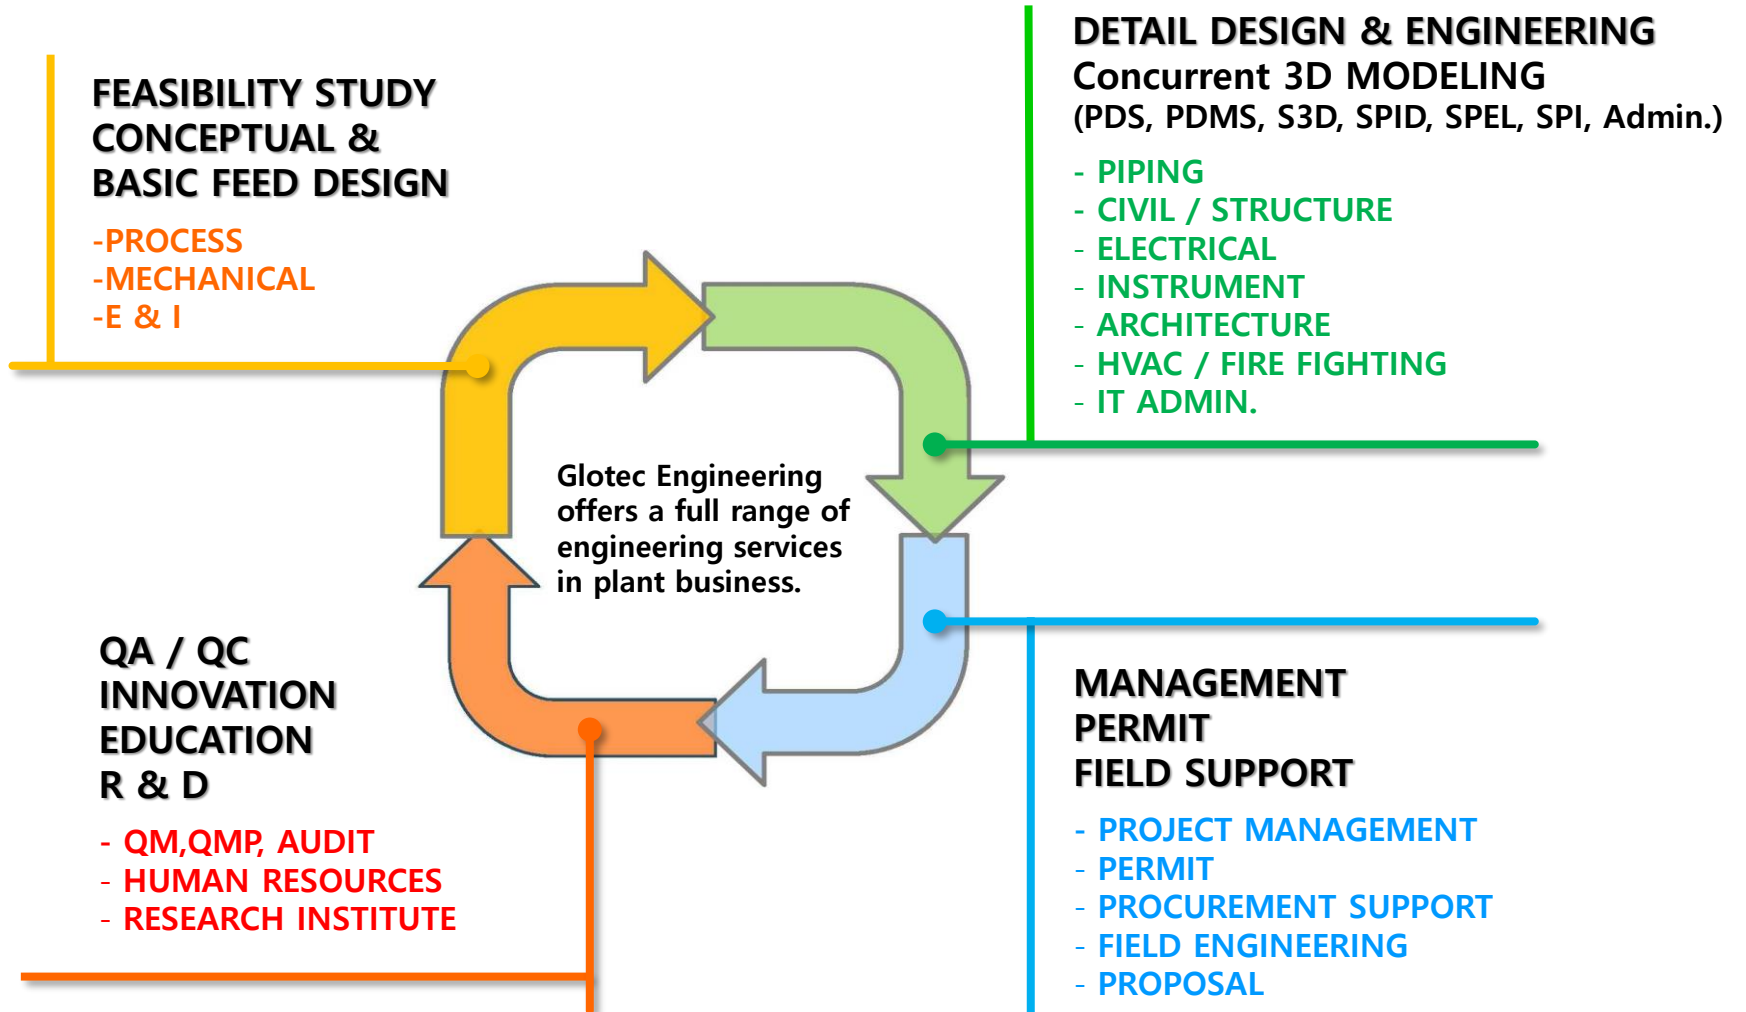 FEASIBILITY STUDY
CONCEPTUAL &
BASIC FEED DESIGN
-PROCESS
-MECHANICAL
-E & I
DETAIL DESIGN & ENGINEERING
Concurrent 3D MODELING
(PDS, PDMS, S3D, SPID, SPEL, SPI, Admin.)
- PIPING
- CIVIL / STRUCTURE
- ELECTRICAL
- INSTRUMENT
- ARCHITECTURE
- HVAC / FIRE FIGHTING
- IT ADMIN.
Glotec Engineering
offers a full range of
engineering services
in plant business.
QA / QC
INNOVATION
EDUCATION
R & D
- QM,QMP, AUDIT
- HUMAN RESOURCES
- RESEARCH INSTITUTE
MANAGEMENT
PERMIT
FIELD SUPPORT
- PROJECT MANAGEMENT
- PERMIT
- PROCUREMENT SUPPORT
- FIELD ENGINEERING
- PROPOSAL